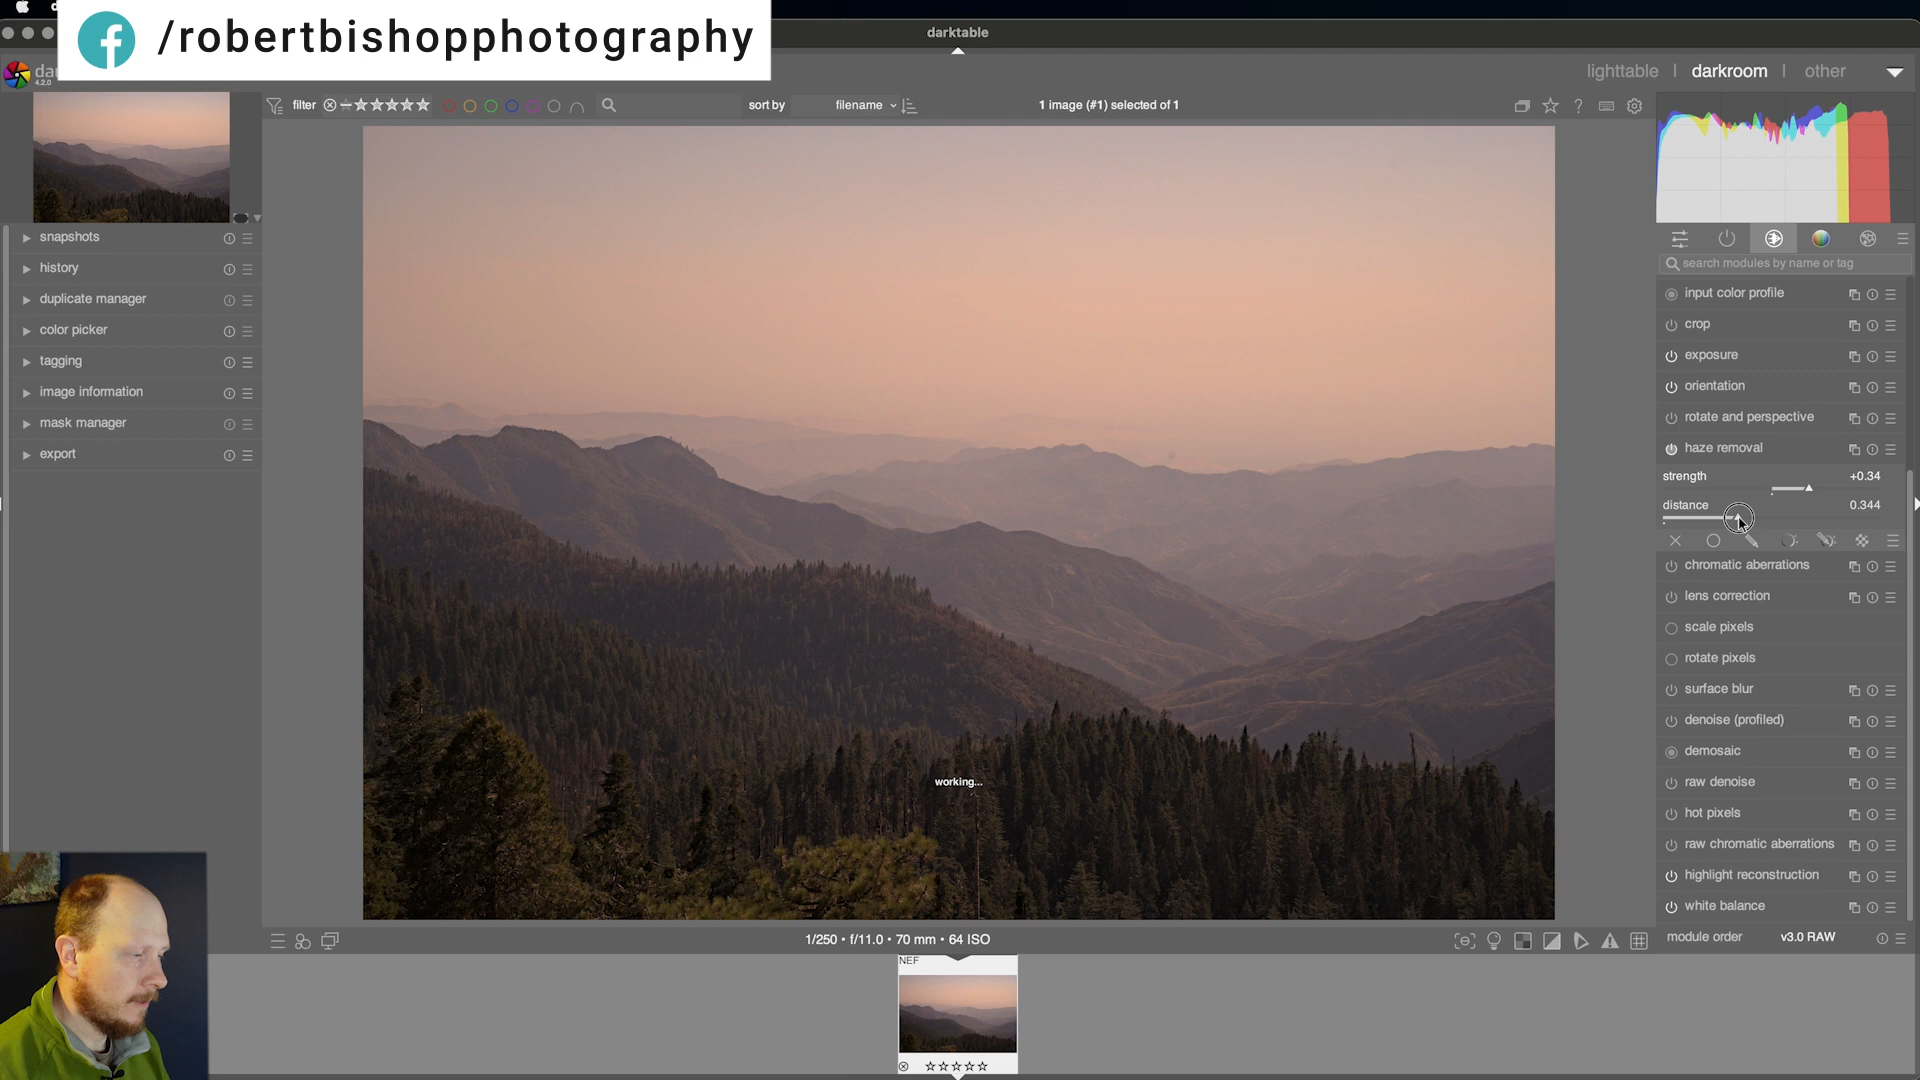 /robertbishopphotography
darktable
4.2.0
lighttable | darkroom | other
filter
sort by filename
1 image (#1) selected of 1
snapshots
history
duplicate manager
color picker
tagging
image information
mask manager
export
search modules by name or tag
input color profile
crop
exposure
orientation
rotate and perspective
haze removal
strength +0.34
distance 0.344
chromatic aberrations
lens correction
scale pixels
rotate pixels
surface blur
denoise (profiled)
demosaic
raw denoise
hot pixels
raw chromatic aberrations
highlight reconstruction
white balance
module order v3.0 RAW
working...
1/250 • f/11.0 • 70 mm • 64 ISO
NEF